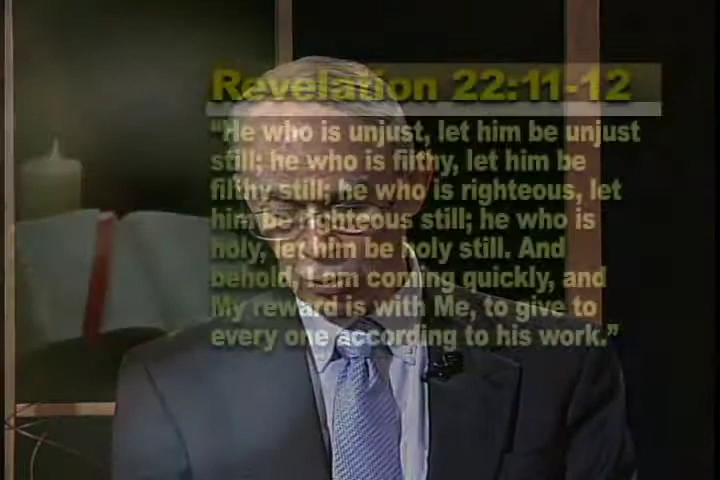 Revelation 22:11-12
“He who is unjust, let him be unjust
still; he who is filthy, let him be
filthy still; he who is righteous, let
him be righteous still; he who is
holy, let him be holy still. And
behold, I am coming quickly, and
My reward is with Me, to give to
every one according to his work.”